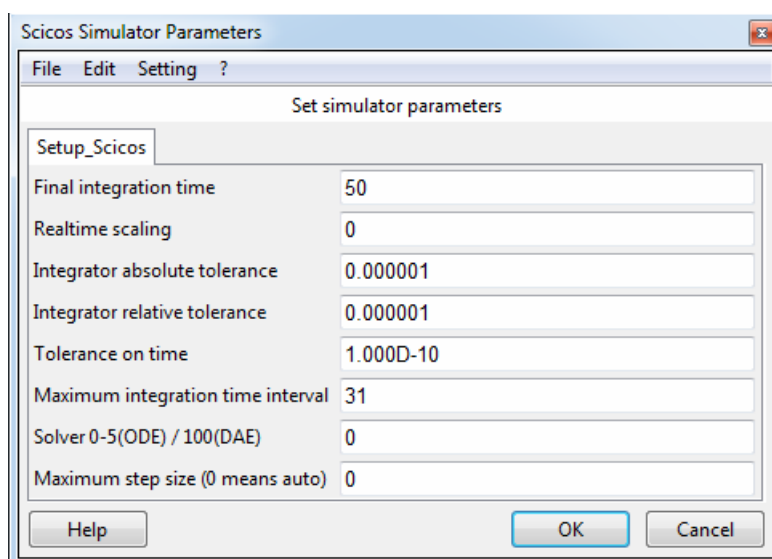 Scicos Simulator Parameters
File Edit Setting ?
Set simulator parameters
Setup_Scicos
Final integration time 50
Realtime scaling 0
Integrator absolute tolerance 0.000001
Integrator relative tolerance 0.000001
Tolerance on time 1.000D-10
Maximum integration time interval 31
Solver 0-5(ODE) / 100(DAE) 0
Maximum step size (0 means auto) 0
Help OK Cancel